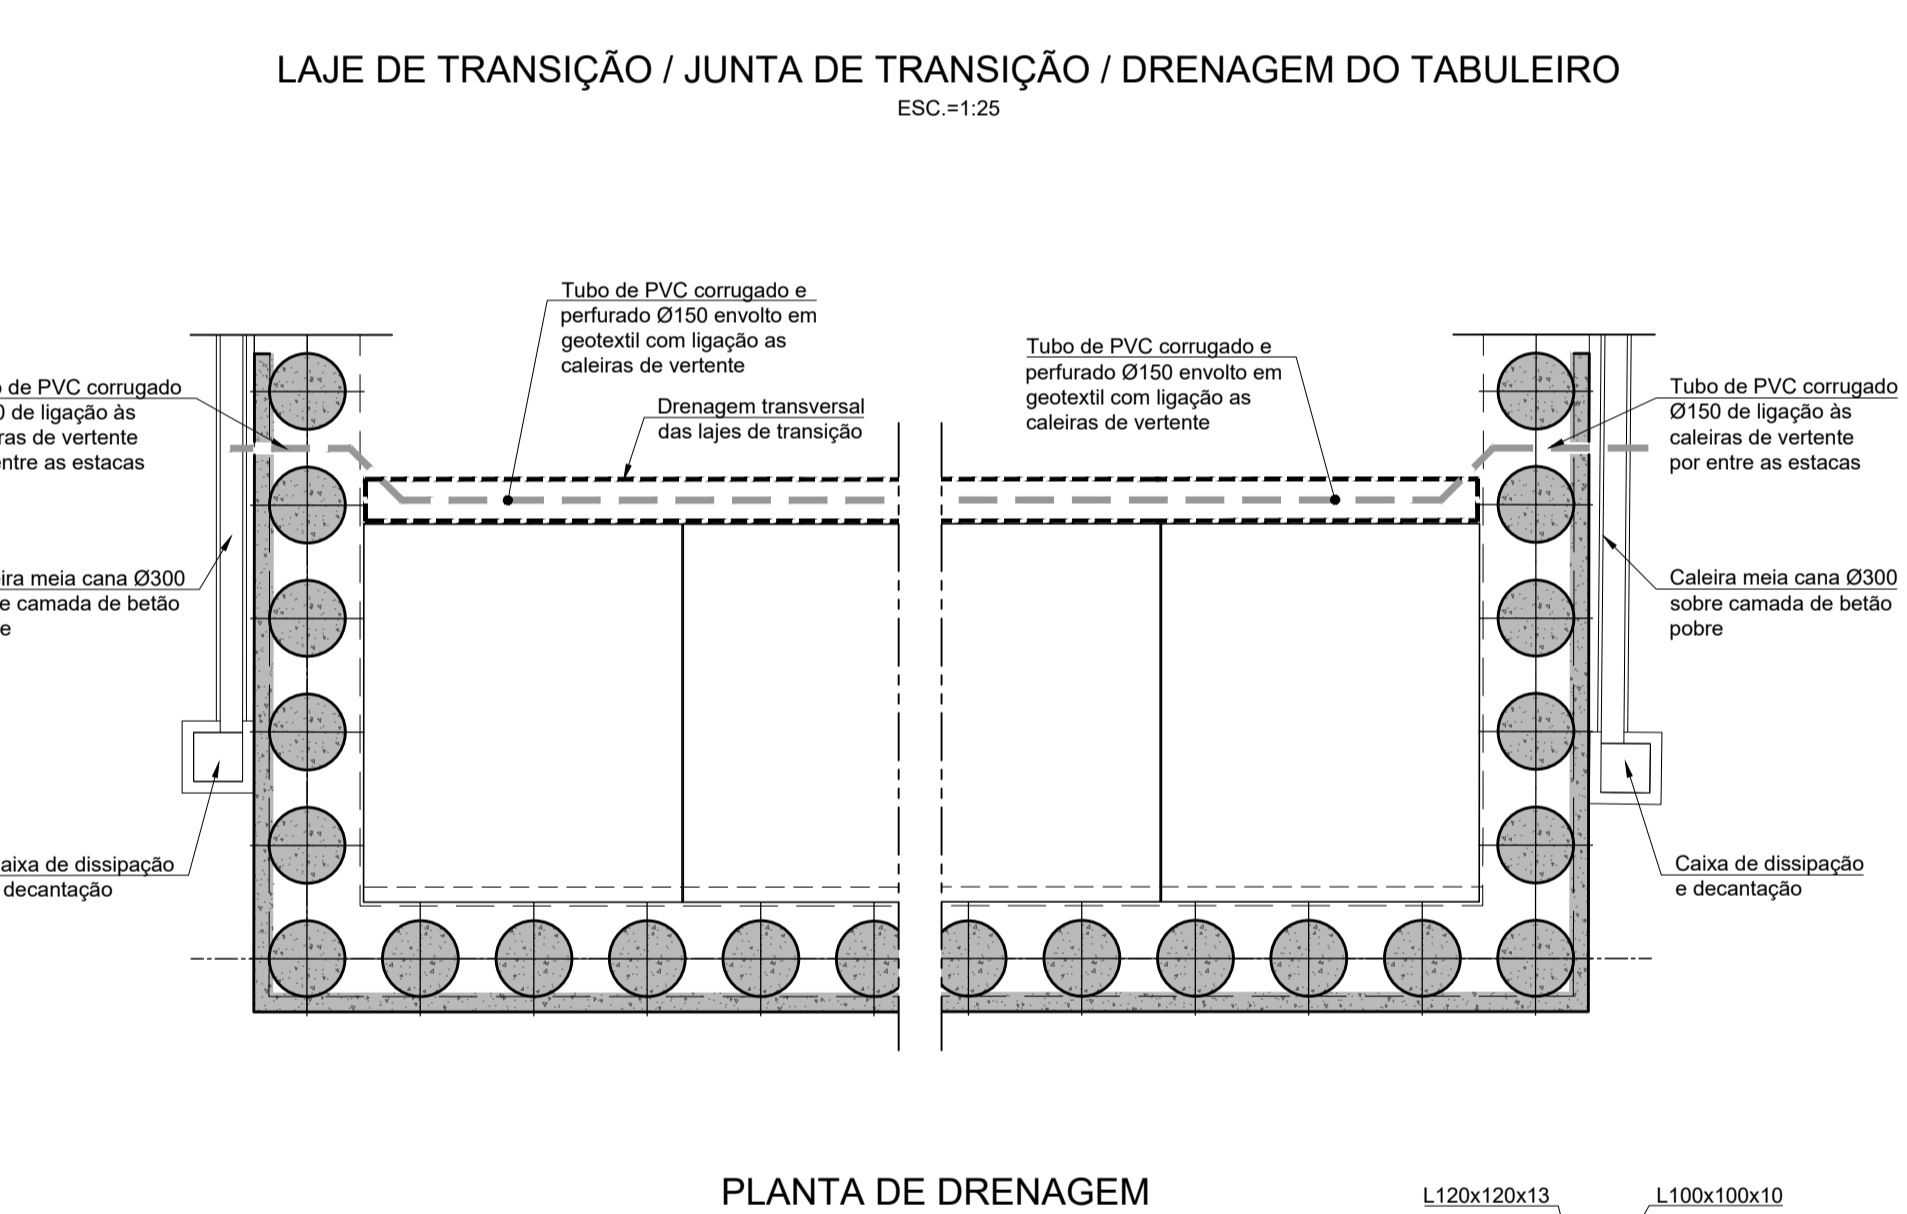 LAJE DE TRANSIÇÃO / JUNTA DE TRANSIÇÃO / DRENAGEM DO TABULEIRO
ESC.=1:25
Tubo de PVC corrugado e
perfurado Ø150 envolto em
geotextil com ligação as
caleiras de vertente
Drenagem transversal
das lajes de transição
Tubo de PVC corrugado e
perfurado Ø150 envolto em
geotextil com ligação as
caleiras de vertente
de PVC corrugado
de ligação às
de vertente
entre as estacas
Tubo de PVC corrugado
Ø150 de ligação às
caleiras de vertente
por entre as estacas
meia cana Ø300
camada de betão
Caleira meia cana Ø300
sobre camada de betão
pobre
de dissipação
decantação
Caixa de dissipação
e decantação
PLANTA DE DRENAGEM
L120x120x13
L100x100x10